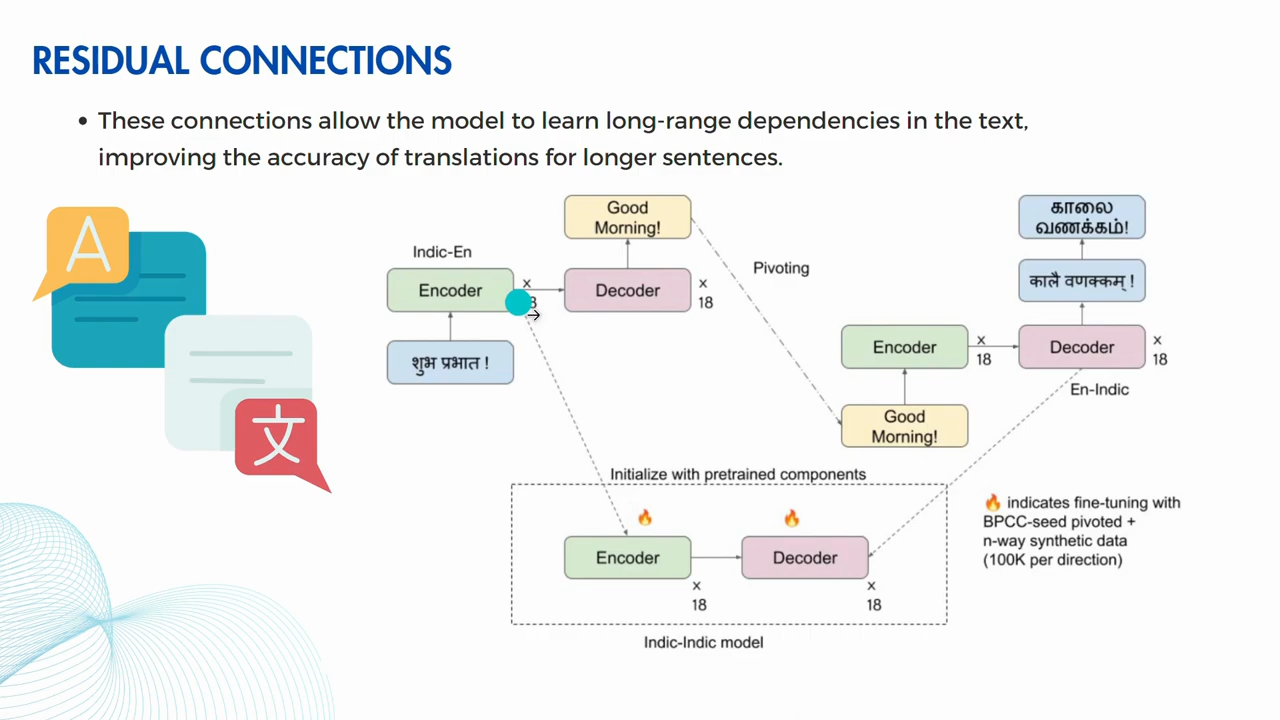 RESIDUAL CONNECTIONS
• These connections allow the model to learn long-range dependencies in the text,
improving the accuracy of translations for longer sentences.
A
文
Indic-En
Encoder
x
शुभ प्रभात !
Good
Morning!
Decoder
x
18
Pivoting
காலை
வணக்கம்!
कालै वणक्कम् !
Encoder
x
18
Decoder
x
18
En-Indic
Good
Morning!
Initialize with pretrained components
Encoder
x
18
Decoder
x
18
Indic-Indic model
🔥 indicates fine-tuning with
BPCC-seed pivoted +
n-way synthetic data
(100K per direction)